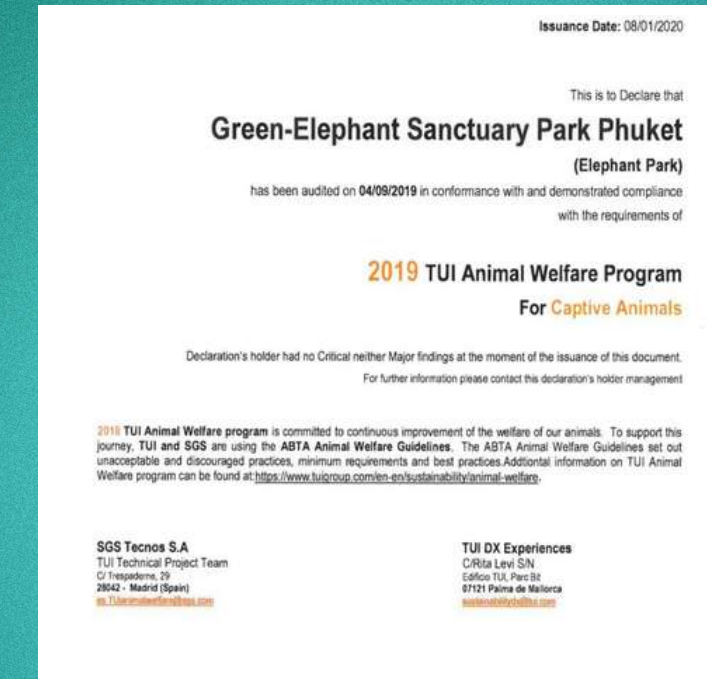 Issuance Date: 08/01/2020
This is to Declare that
Green-Elephant Sanctuary Park Phuket
(Elephant Park)
has been audited on 04/09/2019 in conformance with and demonstrated compliance
with the requirements of
2019 TUI Animal Welfare Program
For Captive Animals
Declaration's holder had no Critical neither Major findings at the moment of the issuance of this document.
For further information please contact this declaration's holder management
2019 TUI Animal Welfare program is committed to continuous improvement of the welfare of our animals. To support this
journey, TUI and SGS are using the ABTA Animal Welfare Guidelines. The ABTA Animal Welfare Guidelines set out
unacceptable and discouraged practices, minimum requirements and best practices.Addtiontal information on TUI Animal
Welfare program can be found at:https://www.tuigroup.com/en-en/sustainability/animal-welfare.
SGS Tecnos S.A
TUI Technical Project Team
C/ Trespaderne, 29
28042 - Madrid (Spain)
TUI DX Experiences
C/Rita Levi S/N
Edificio TUI, Parc Bit
07121 Palma de Mallorca